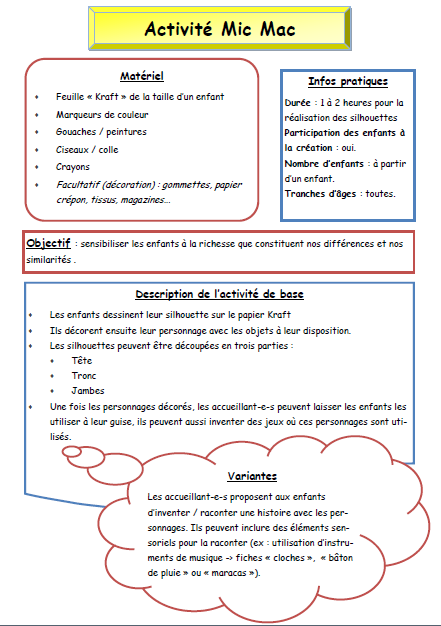 Activité Mic Mac
Matériel
Feuille « Kraft » de la taille d'un enfant
Marqueurs de couleur
Gouaches / peintures
Ciseaux / colle
Crayons
Facultatif (décoration) : gommettes, papier
crépon, tissus, magazines…
Infos pratiques
Durée : 1 à 2 heures pour la
réalisation des silhouettes
Participation des enfants à
la création : oui.
Nombre d'enfants : à partir
d'un enfant.
Tranches d'âges : toutes.
Objectif : sensibiliser les enfants à la richesse que constituent nos différences et nos
similarités .
Description de l'activité de base
Les enfants dessinent leur silhouette sur le papier Kraft
Ils décorent ensuite leur personnage avec les objets à leur disposition.
Les silhouettes peuvent être découpées en trois parties :
Tête
Tronc
Jambes
Une fois les personnages décorés, les accueillant-e-s peuvent laisser les enfants les
utiliser à leur guise, ils peuvent aussi inventer des jeux où ces personnages sont uti-
lisés.
Variantes
Les accueillant-e-s proposent aux enfants
d'inventer / raconter une histoire avec les per-
sonnages. Ils peuvent inclure des éléments sen-
soriels pour la raconter (ex : utilisation d'instru-
ments de musique -> fiches « cloches », « bâton
de pluie » ou « maracas »).